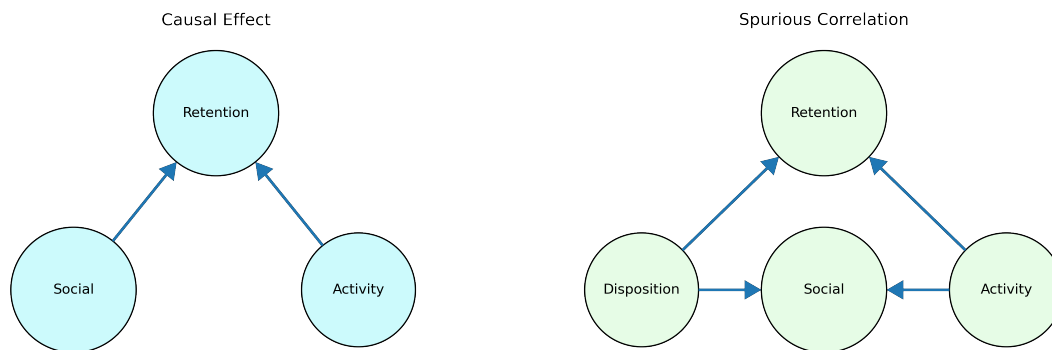 Causal Effect
Retention
Social
Activity
Spurious Correlation
Retention
Disposition
Social
Activity